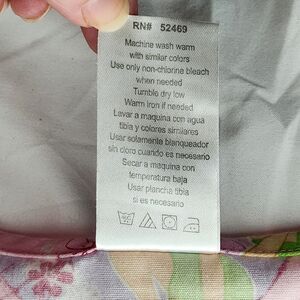 RN# 52469
Machine wash warm
with similar colors
Use only non-chlorine bleach
when needed
Tumble dry low
Warm Iron if needed
Lavar a maquina con agua
tibia y colores similares
Usar solamente blanqueador
sin cloro cuando es necesario
Secar a maquina con
temperatura baja
Usar plancha tibia
si es necesario